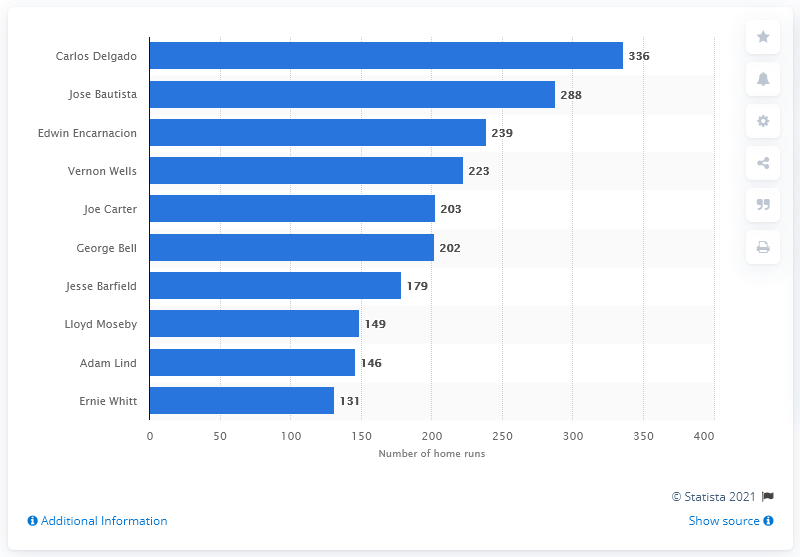 Carlos Delgado 336
Jose Bautista 288
Edwin Encarnacion 239
Vernon Wells 223
Joe Carter 203
George Bell 202
Jesse Barfield 179
Lloyd Moseby 149
Adam Lind 146
Ernie Whitt 131
0 50 100 150 200 250 300 350 400
Number of home runs
© Statista 2021
Additional Information
Show source